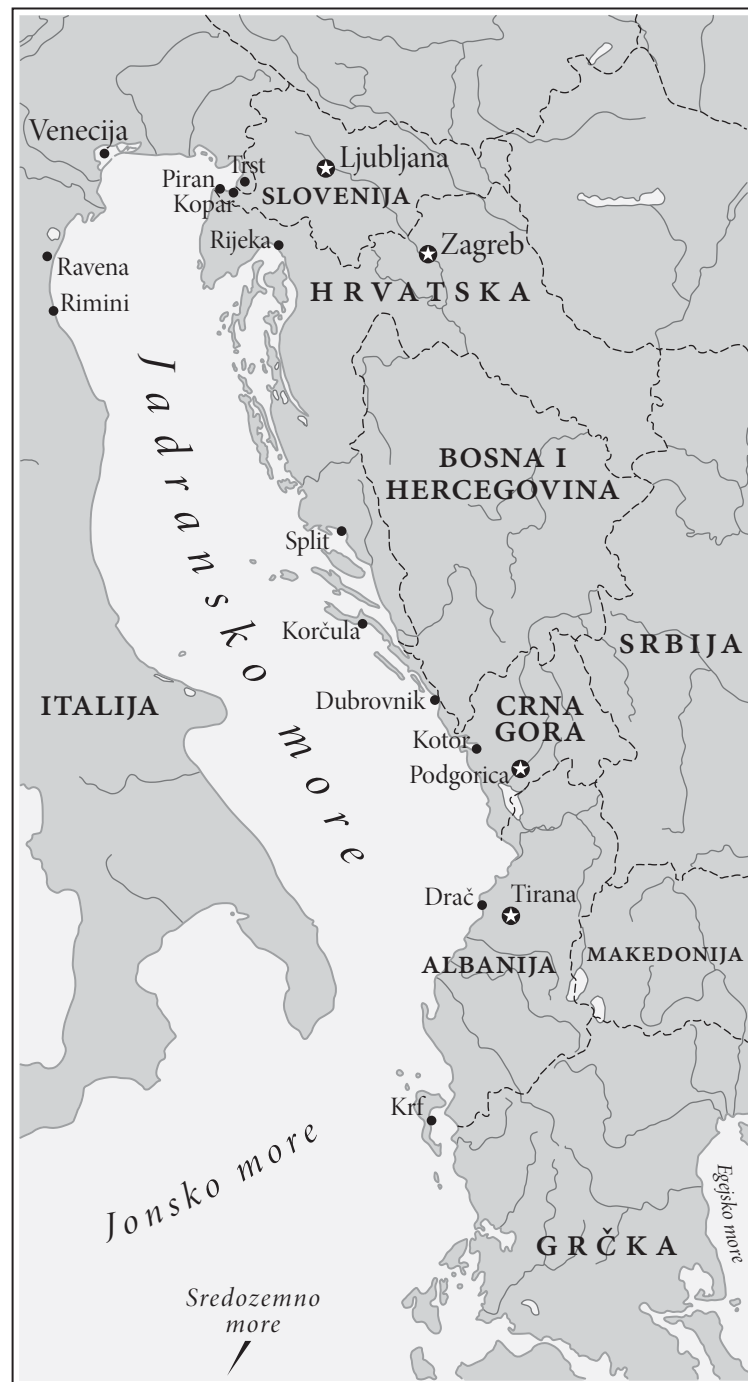 Venecija
Ljubljana
Trst
Piran
SLOVENIJA
Kopar
Rijeka
Zagreb
Ravena
HRVATSKA
Rimini
Jadransko more
BOSNA I
HERCEGOVINA
Split
Korčula
SRBIJA
ITALIJA
Dubrovnik
CRNA
GORA
Kotor
Podgorica
Drač
Tirana
ALBANIJA
MAKEDONIJA
Krf
Jonsko more
Egejsko more
GRČKA
Sredozemno
more